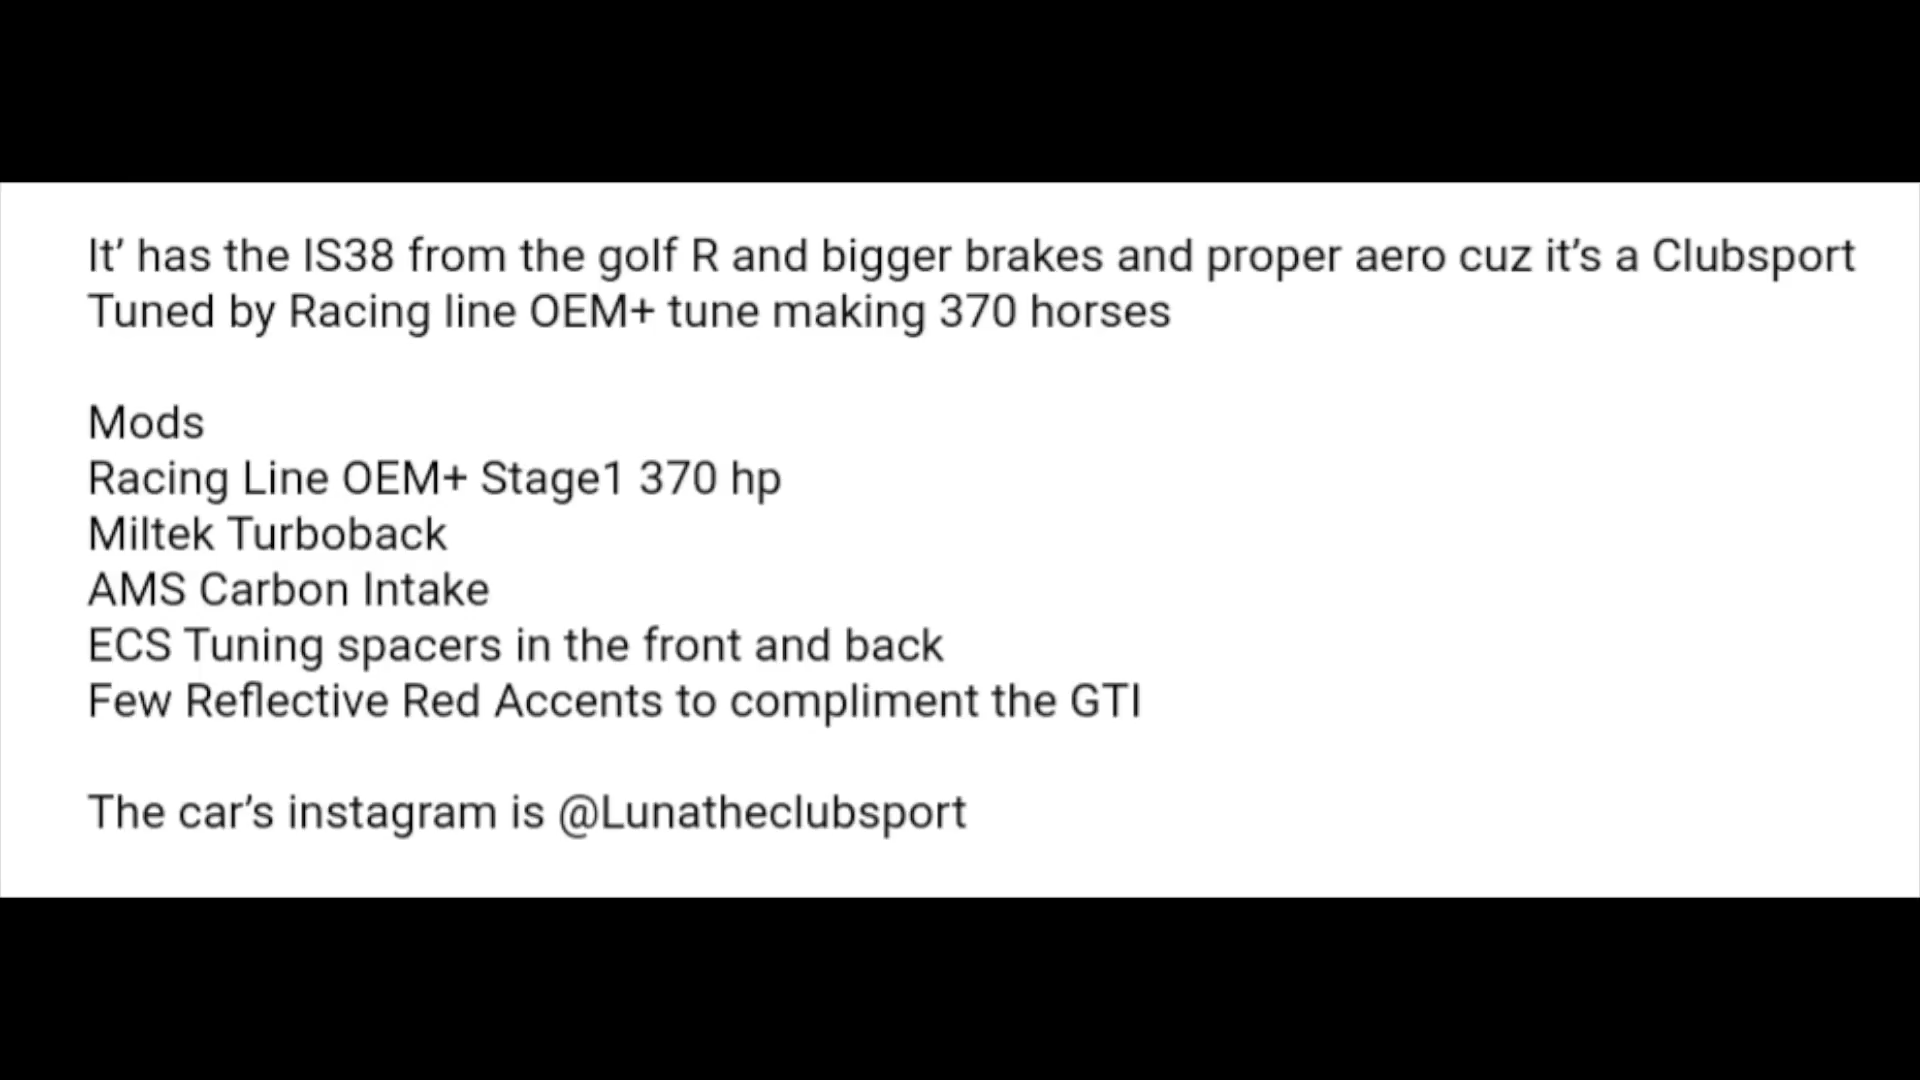 It’ has the IS38 from the golf R and bigger brakes and proper aero cuz it’s a Clubsport
Tuned by Racing line OEM+ tune making 370 horses
Mods
Racing Line OEM+ Stage1 370 hp
Miltek Turboback
AMS Carbon Intake
ECS Tuning spacers in the front and back
Few Reflective Red Accents to compliment the GTI
The car’s instagram is @Lunatheclubsport